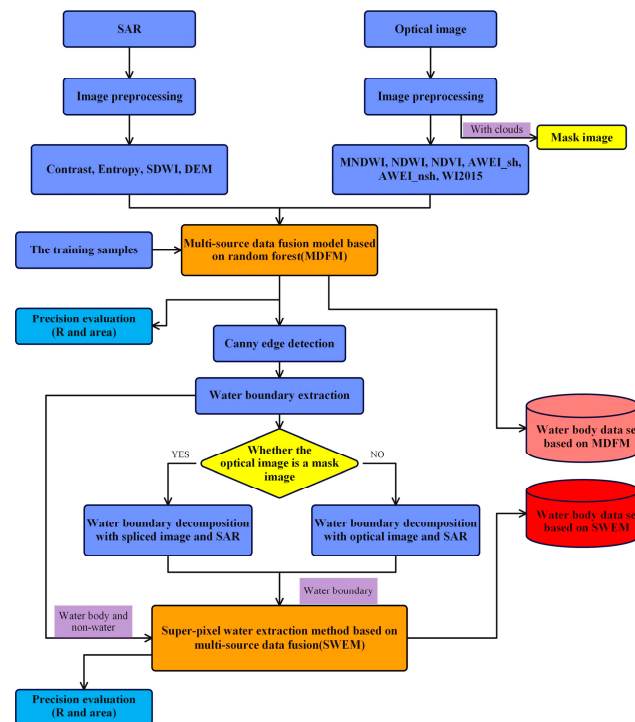 SAR
Optical image
Image preprocessing
Image preprocessing
With clouds
Mask image
Contrast, Entropy, SDWI, DEM
MNDWI, NDWI, NDVI, AWEI_sh,
AWEI_nsh, WI2015
The training samples
Multi-source data fusion model based
on random forest(MDFM)
Precision evaluation
(R and area)
Canny edge detection
Water boundary extraction
Whether the
optical image is a mask
image
YES
NO
Water body data se
based on MDFM
Water boundary decomposition
with spliced image and SAR
Water boundary decomposition
with optical image and SAR
Water body data se
based on SWEM
Water boundary
Water body and
non-water
Super-pixel water extraction method based on
multi-source data fusion(SWEM)
Precision evaluation
(R and area)